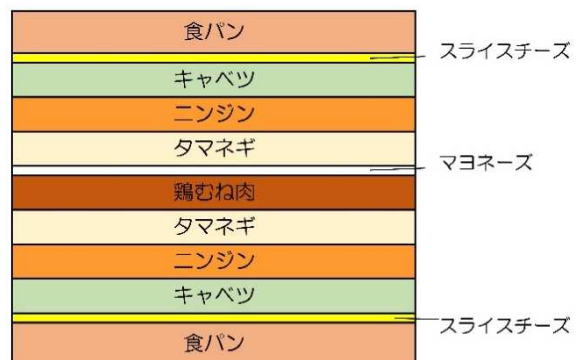 食パン
スライスチーズ
キャベツ
ニンジン
タマネギ
マヨネーズ
鶏むね肉
タマネギ
ニンジン
キャベツ
スライスチーズ
食パン